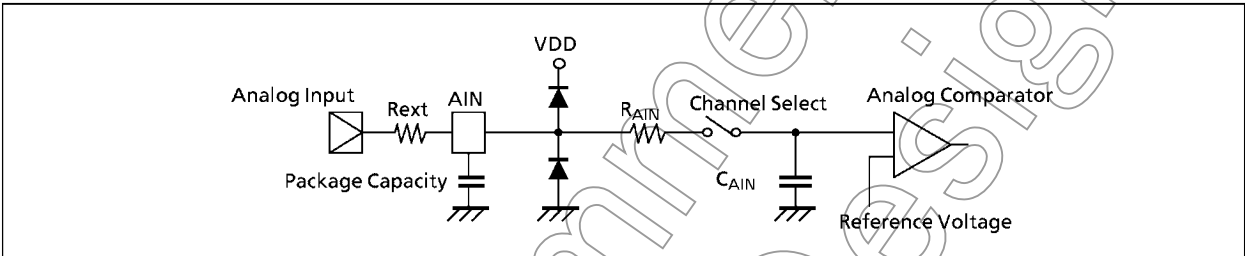 VDD
Analog Input
Rext
AIN
RAIN
Channel Select
Analog Comparator
Package Capacity
CAIN
Reference Voltage